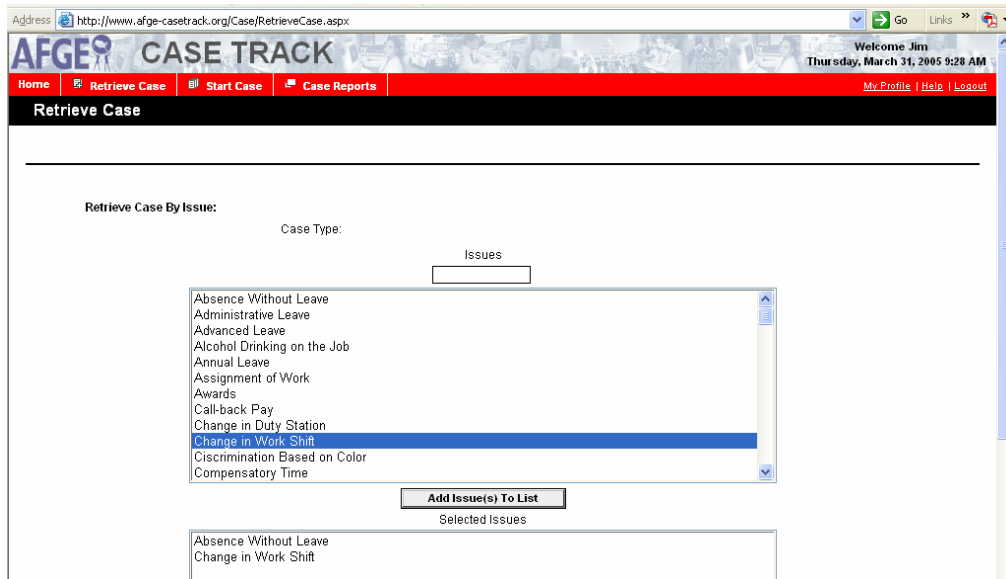 Address http://www.afge-casetrack.org/Case/RetrieveCase.aspx Go Links »
AFGE CASE TRACK
Welcome Jim
Thursday, March 31, 2005 9:28 AM
Home Retrieve Case Start Case Case Reports My Profile | Help | Logout
Retrieve Case
Retrieve Case By Issue:
Case Type:
Issues
Absence Without Leave
Administrative Leave
Advanced Leave
Alcohol Drinking on the Job
Annual Leave
Assignment of Work
Awards
Call-back Pay
Change in Duty Station
Change in Work Shift
Ciscrimination Based on Color
Compensatory Time
Add Issue(s) To List
Selected Issues
Absence Without Leave
Change in Work Shift